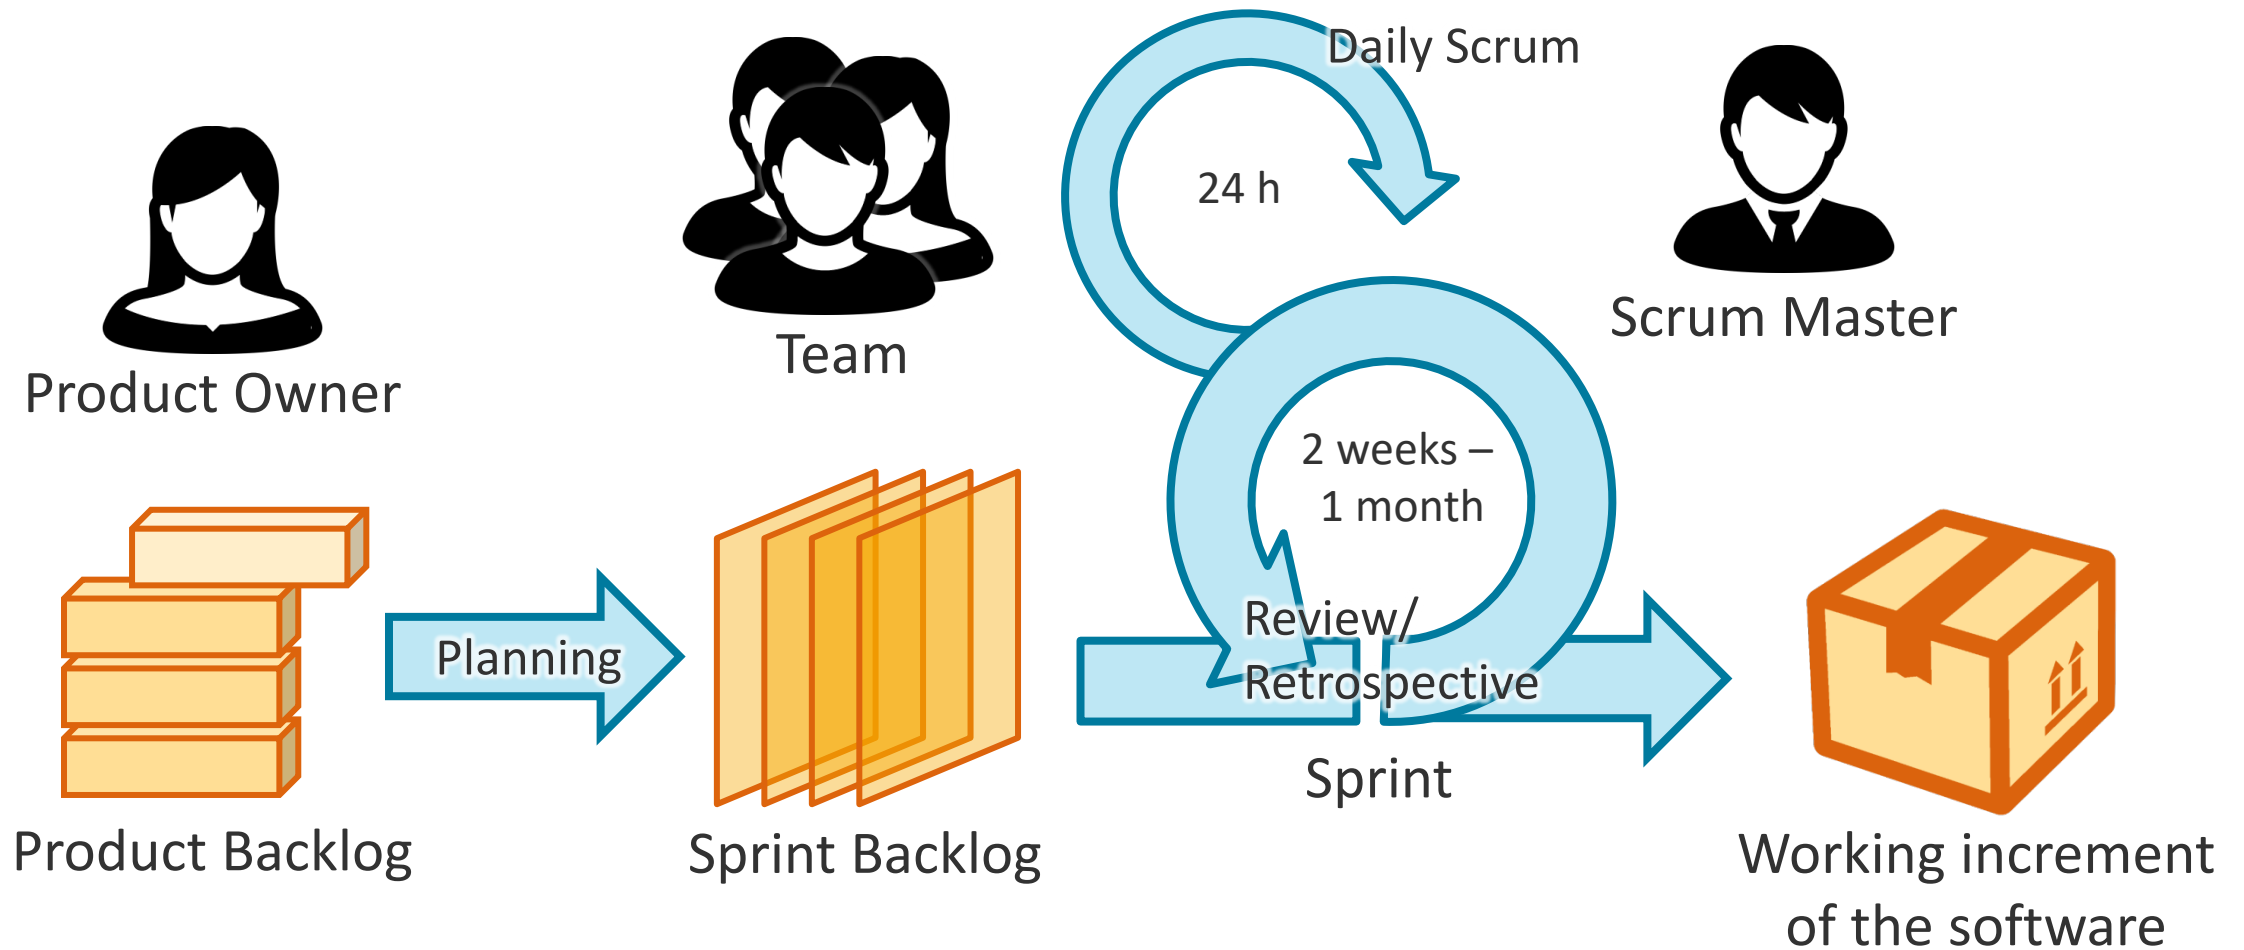 Daily Scrum
24 h
Product Owner
Team
Scrum Master
2 weeks –
1 month
Planning
Review/
Retrospective
Sprint
Product Backlog
Sprint Backlog
Working increment
of the software